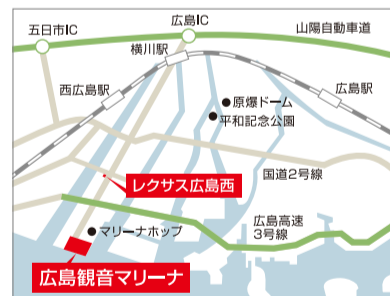 五日市IC
広島IC
山陽自動車道
横川駅
西広島駅
広島駅
原爆ドーム
平和記念公園
レクサス広島西
国道2号線
広島高速
3号線
マリーナホップ
広島観音マリーナ